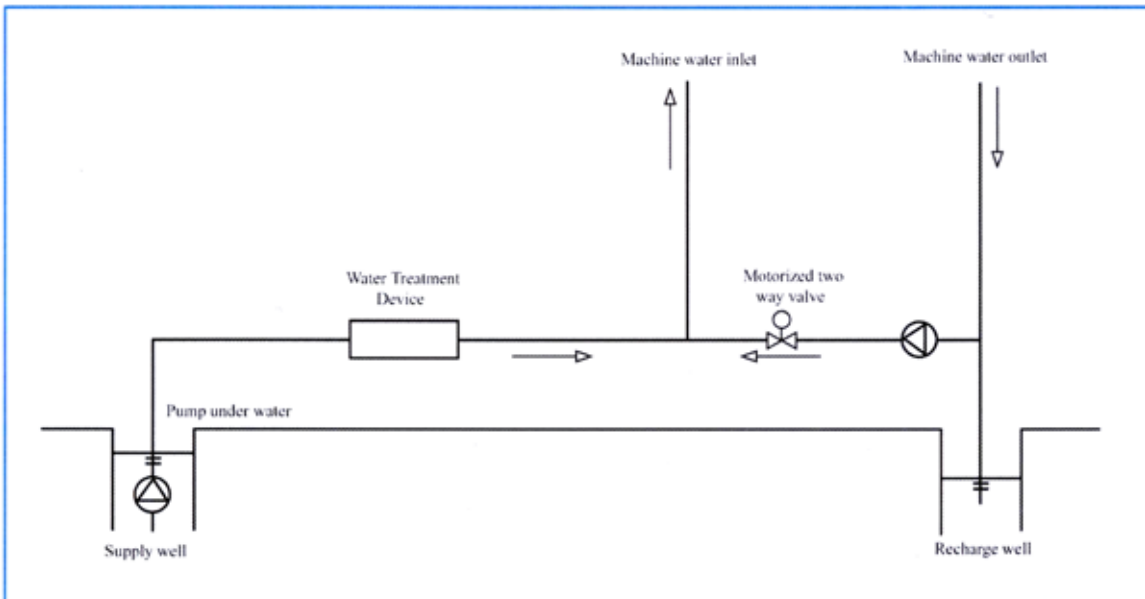 Machine water inlet
Machine water outlet
Water Treatment
Device
Motorized two
way valve
Pump under water
Supply well
Recharge well